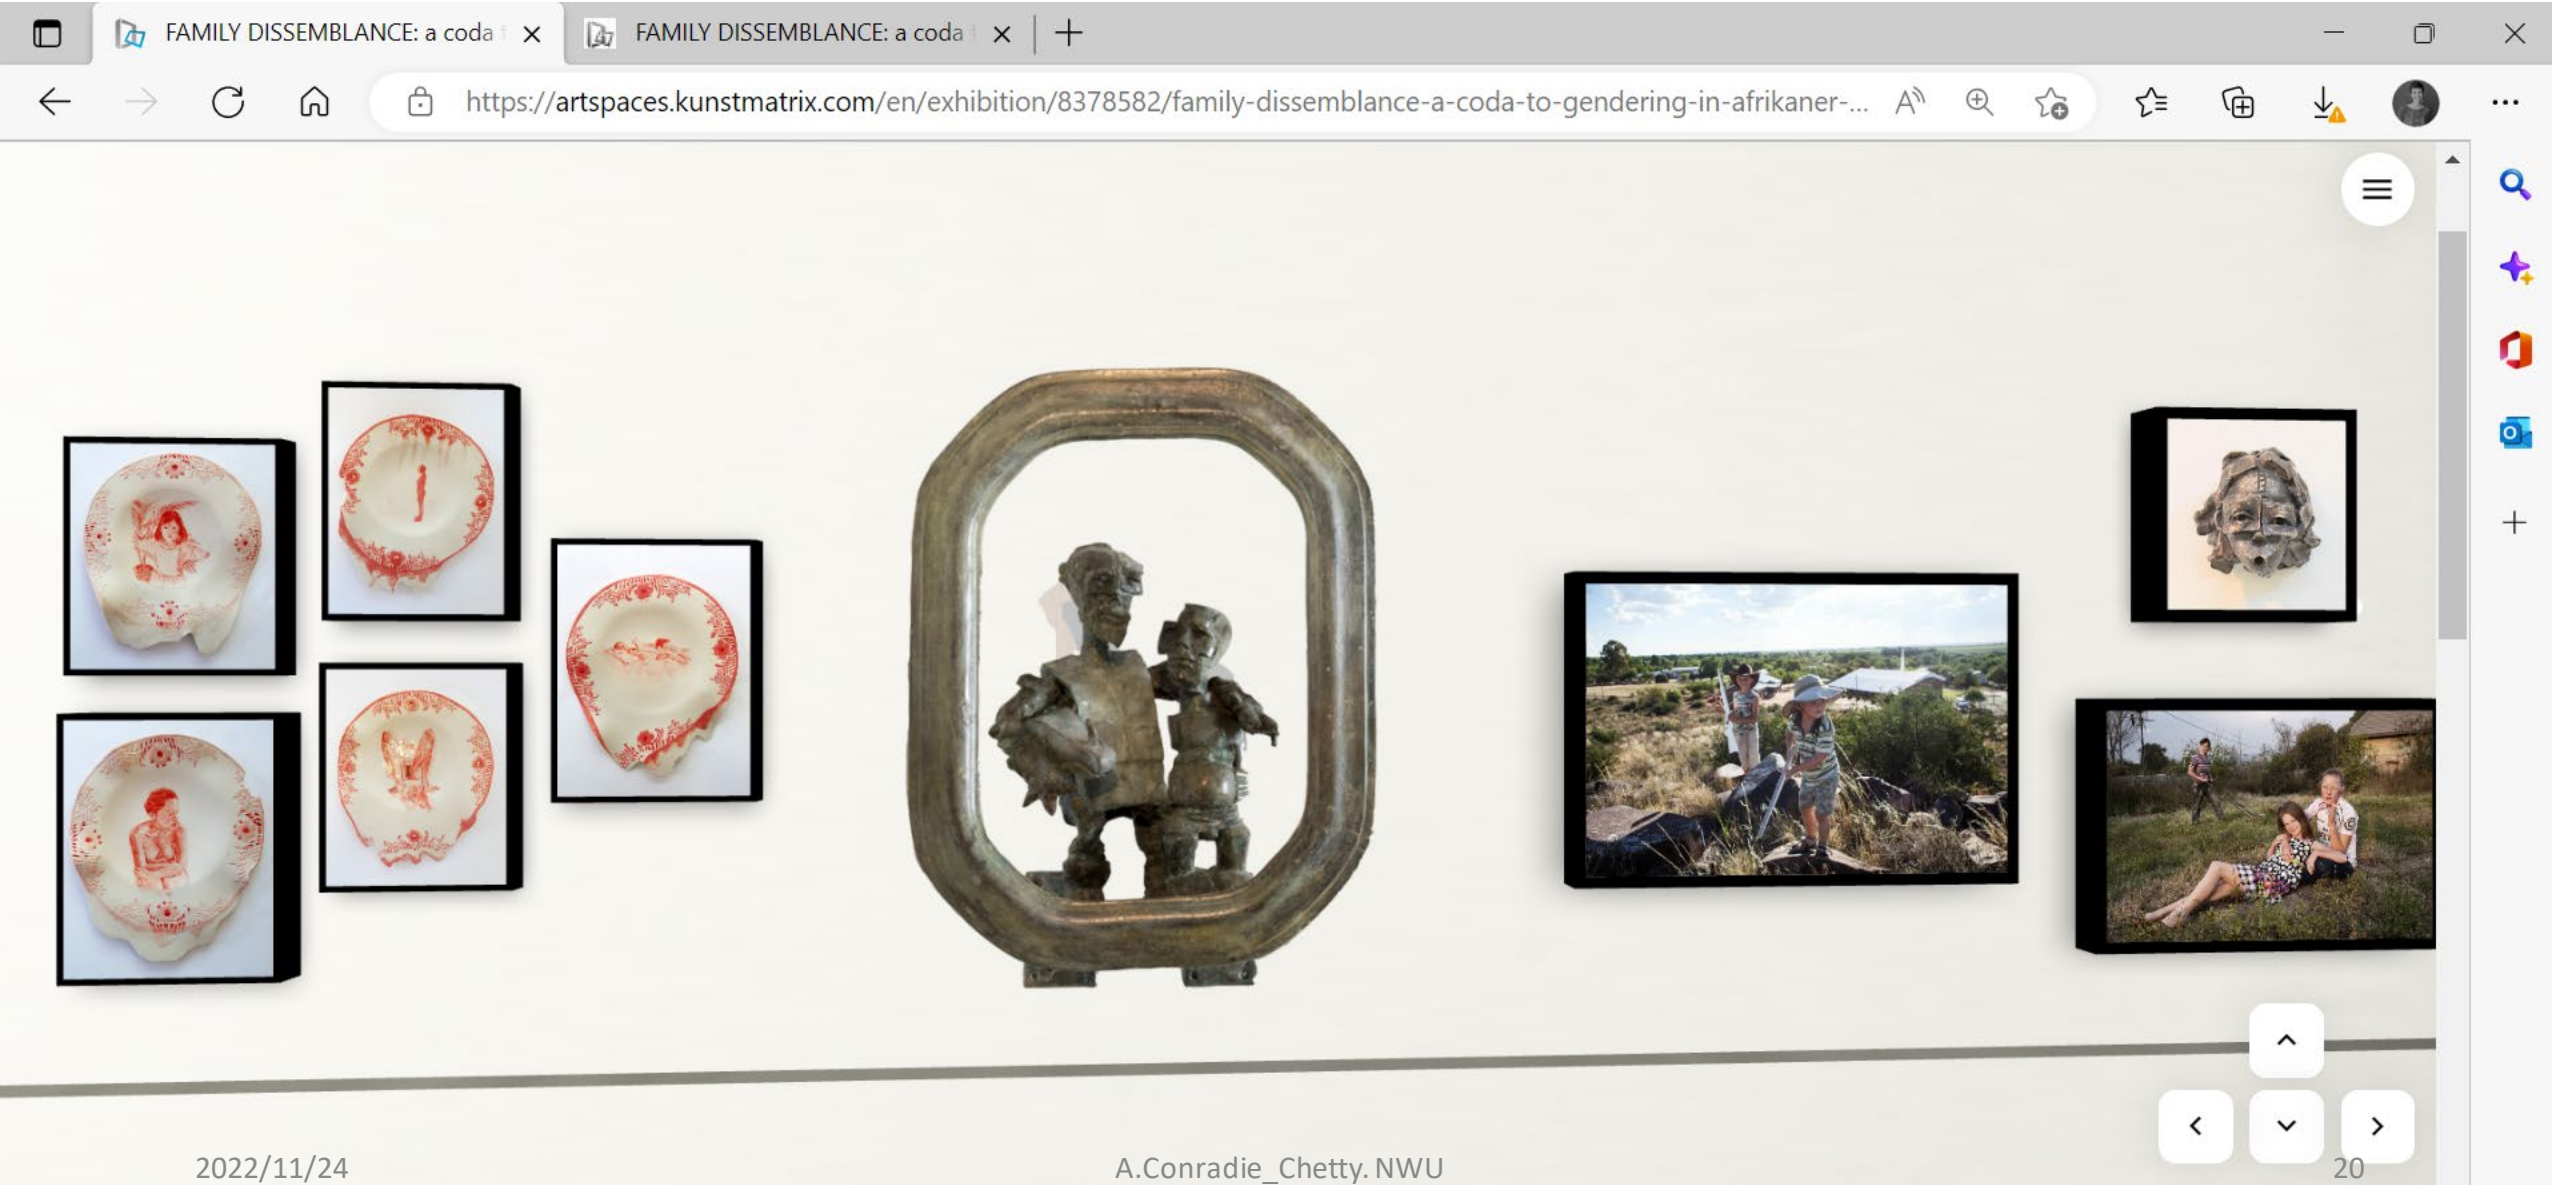 FAMILY DISSEMBLANCE: a coda
FAMILY DISSEMBLANCE: a coda
https://artspaces.kunstmatrix.com/en/exhibition/8378582/family-dissemblance-a-coda-to-gendering-in-afrikaner-...
2022/11/24
A.Conradie_Chetty. NWU
20